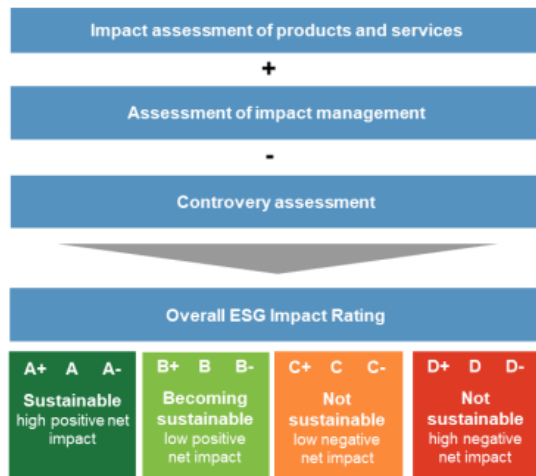 Impact assessment of products and services
+
Assessment of impact management
-
Controvery assessment
Overall ESG Impact Rating
A+ A A-
Sustainable
high positive net
impact
B+ B B-
Becoming
sustainable
low positive
net impact
C+ C C-
Not
sustainable
low negative
net impact
D+ D D-
Not
sustainable
high negative
net impact